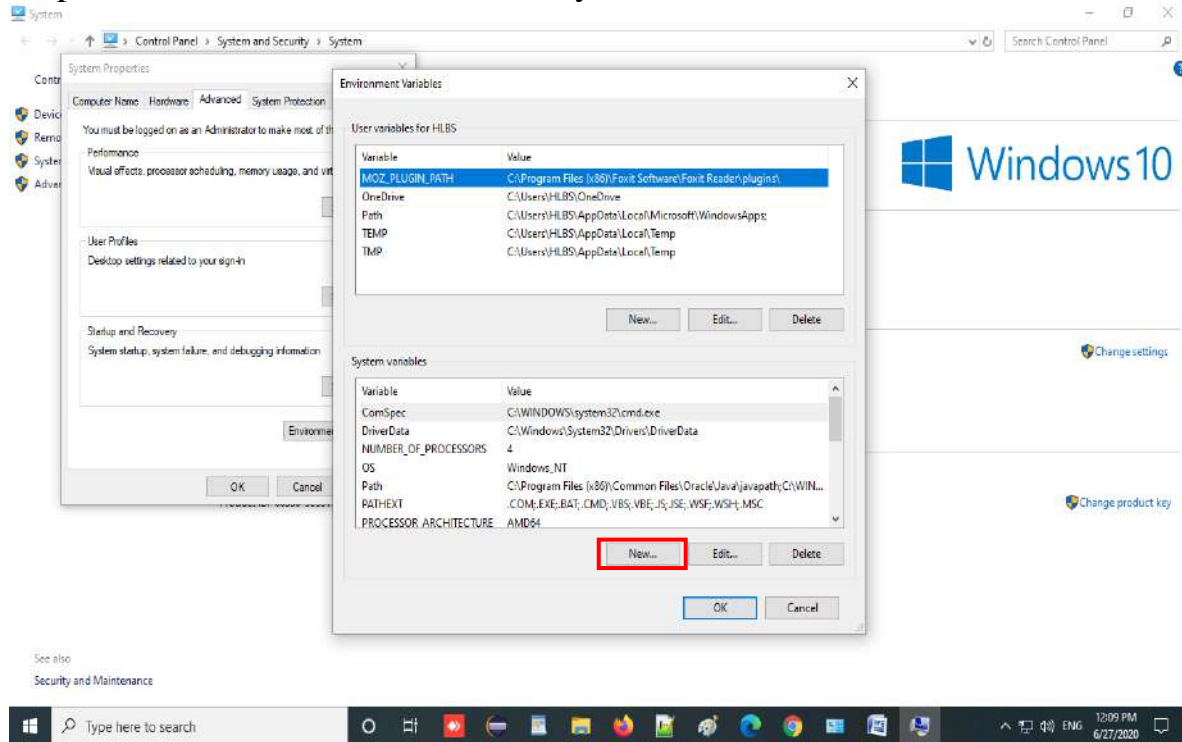 System
Control Panel › System and Security › System
Search Control Panel
System Properties
Computer Name Hardware Advanced System Protection
You must be logged on as an Administrator to make most of
Performance
Visual effects, processor scheduling, memory usage, and
User Profiles
Desktop settings related to your sign-in
Startup and Recovery
System startup, system failure, and debugging information
OK Cancel
Environment Variables
User variables for HLBS
Variable Value
MOZ_PLUGIN_PATH C:\Program Files (x86)\Foxit Software\Foxit Reader\plugins\
OneDrive C:\Users\HLBS\OneDrive
Path C:\Users\HLBS\AppData\Local\Microsoft\WindowsApps;
TEMP C:\Users\HLBS\AppData\Local\Temp
TMP C:\Users\HLBS\AppData\Local\Temp
New... Edit... Delete
System variables
Variable Value
ComSpec C:\WINDOWS\system32\cmd.exe
DriverData C:\Windows\System32\Drivers\DriverData
NUMBER_OF_PROCESSORS 4
OS Windows_NT
Path C:\Program Files (x86)\Common Files\Oracle\Java\javapath;C:\WIN...
PATHEXT .COM;.EXE;.BAT;.CMD;.VBS;.VBE;.JS;.JSE;.WSF;.WSH;.MSC
PROCESSOR_ARCHITECTURE AMD64
New... Edit... Delete
OK Cancel
Windows 10
Change settings
Change product key
See also
Security and Maintenance
Type here to search
ENG
12:09 PM
6/27/2020